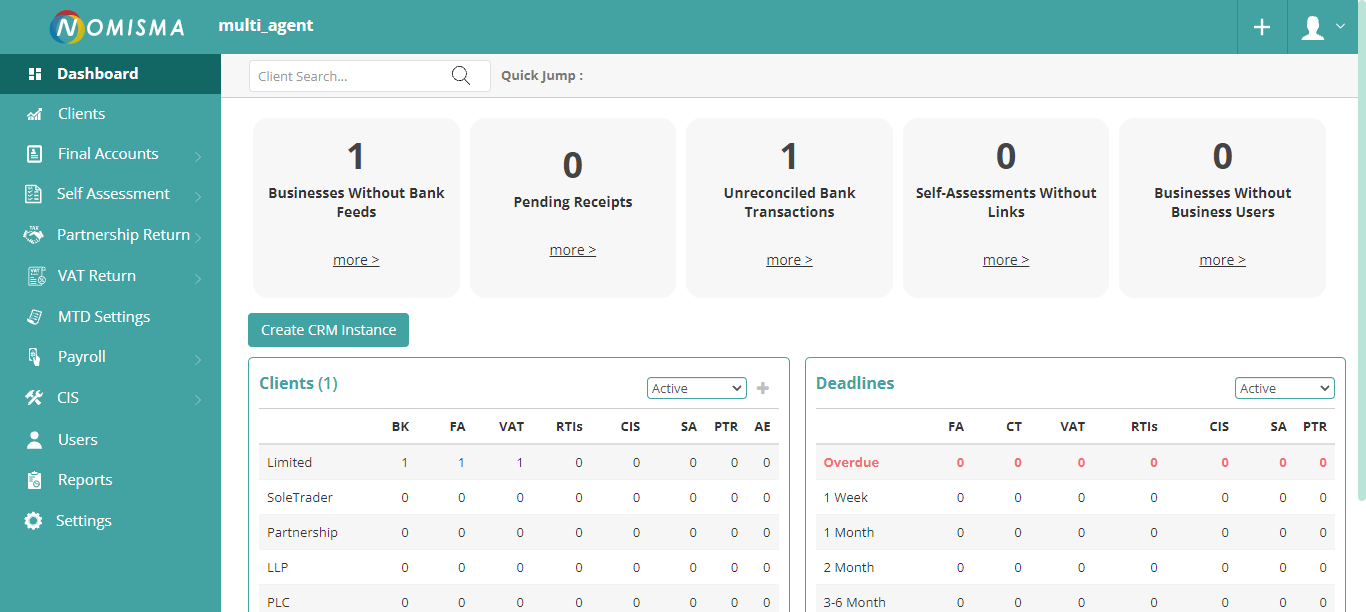 NOMISMA
multi_agent
Dashboard
Clients
Final Accounts
Self Assessment
TAX
Partnership Return
VAT
VAT Return
MTD Settings
Payroll
CIS
Users
Reports
Settings
Client Search...
Quick Jump :
1
Businesses Without Bank
Feeds
more >
0
Pending Receipts
more >
1
Unreconciled Bank
Transactions
more >
0
Self-Assessments Without
Links
more >
0
Businesses Without
Business Users
more >
Create CRM Instance
Clients (1)
Active
BK FA VAT RTIs CIS SA PTR AE
Limited 1 1 1 0 0 0 0 0
SoleTrader 0 0 0 0 0 0 0 0
Partnership 0 0 0 0 0 0 0 0
LLP 0 0 0 0 0 0 0 0
PLC 0 0 0 0 0 0 0 0
Deadlines
Active
FA CT VAT RTIs CIS SA PTR
Overdue 0 0 0 0 0 0 0
1 Week 0 0 0 0 0 0 0
1 Month 0 0 0 0 0 0 0
2 Month 0 0 0 0 0 0 0
3-6 Month 0 0 0 0 0 0 0